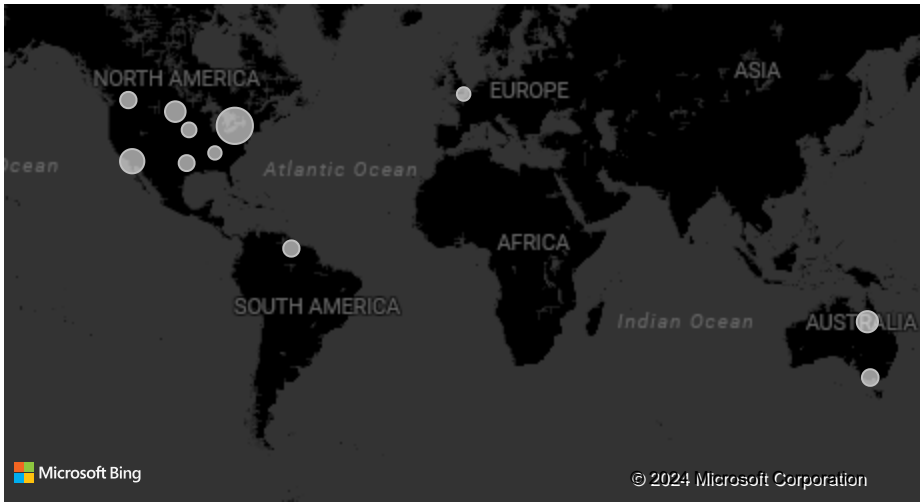 NORTH AMERICA
ASIA
EUROPE
Ocean
Atlantic Ocean
AFRICA
SOUTH AMERICA
Indian Ocean
AUSTRALIA
Microsoft Bing
© 2024 Microsoft Corporation